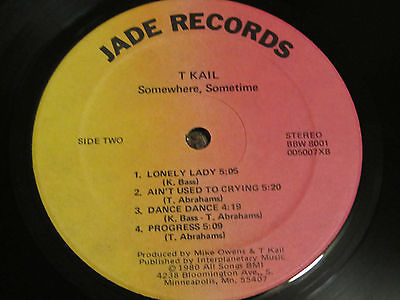 JADE RECORDS
T KAIL
Somewhere, Sometime
SIDE TWO
STEREO
BBW 8001
005007XB
1. LONELY LADY 5:05
(K. Bass)
2. AIN'T USED TO CRYING 5:20
(T. Abrahams)
3. DANCE DANCE 4:19
(K. Bass - T. Abrahams)
4. PROGRESS 5:09
(T. Abrahams)
Produced by Mike Owens & T Kail
Published by Interplanetary Music
© 1980 All Songs BMI
4238 Bloomington Ave., S.
Minneapolis, Mn. 55407